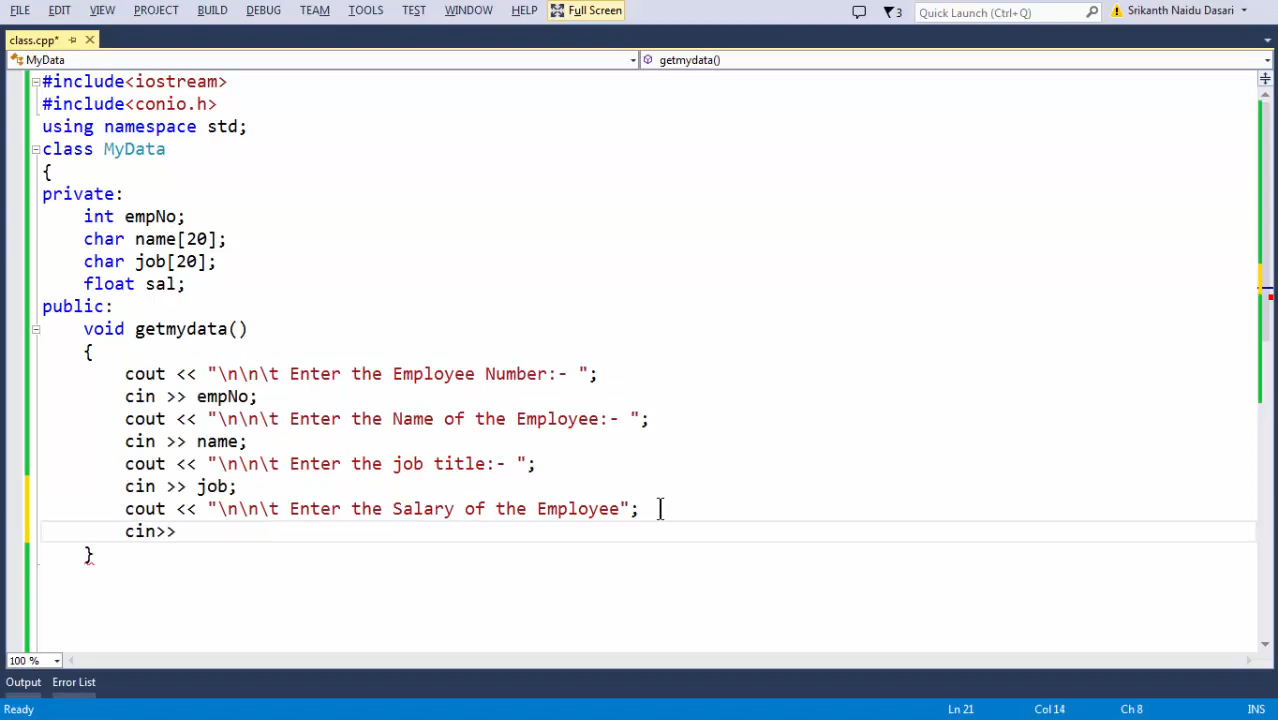 FILE EDIT VIEW PROJECT BUILD DEBUG TEAM TOOLS TEST WINDOW HELP Full Screen 3 Quick Launch (Ctrl+Q) Srikanth Naidu Dasari
class.cpp*
MyData getmydata()
#include<iostream>
#include<conio.h>
using namespace std;
class MyData
{
private:
int empNo;
char name[20];
char job[20];
float sal;
public:
void getmydata()
{
cout << "\n\n\t Enter the Employee Number:- ";
cin >> empNo;
cout << "\n\n\t Enter the Name of the Employee:- ";
cin >> name;
cout << "\n\n\t Enter the job title:- ";
cin >> job;
cout << "\n\n\t Enter the Salary of the Employee";
cin>>
}
100 %
Output Error List
Ready Ln 21 Col 14 Ch 8 INS